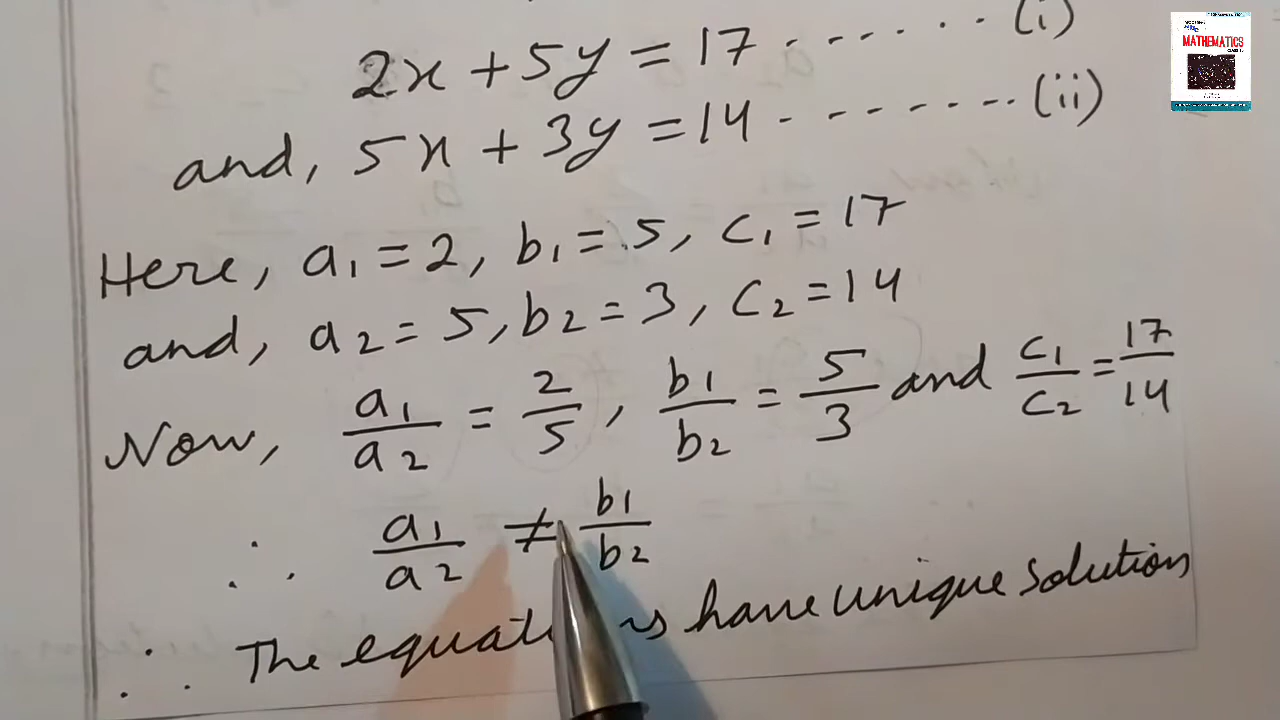 2x + 5y = 17 - - - - - - - (i)
and, 5x + 3y = 14 - - - - - - - - (ii)
Here, a₁ = 2, b₁ = 5, c₁ = 17
and, a₂ = 5, b₂ = 3, c₂ = 14
Now, a₁/a₂ = 2/5, b₁/b₂ = 5/3 and c₁/c₂ = 17/14
∴ a₁/a₂ ≠ b₁/b₂
∴ The have unique solution
MATHEMATICS